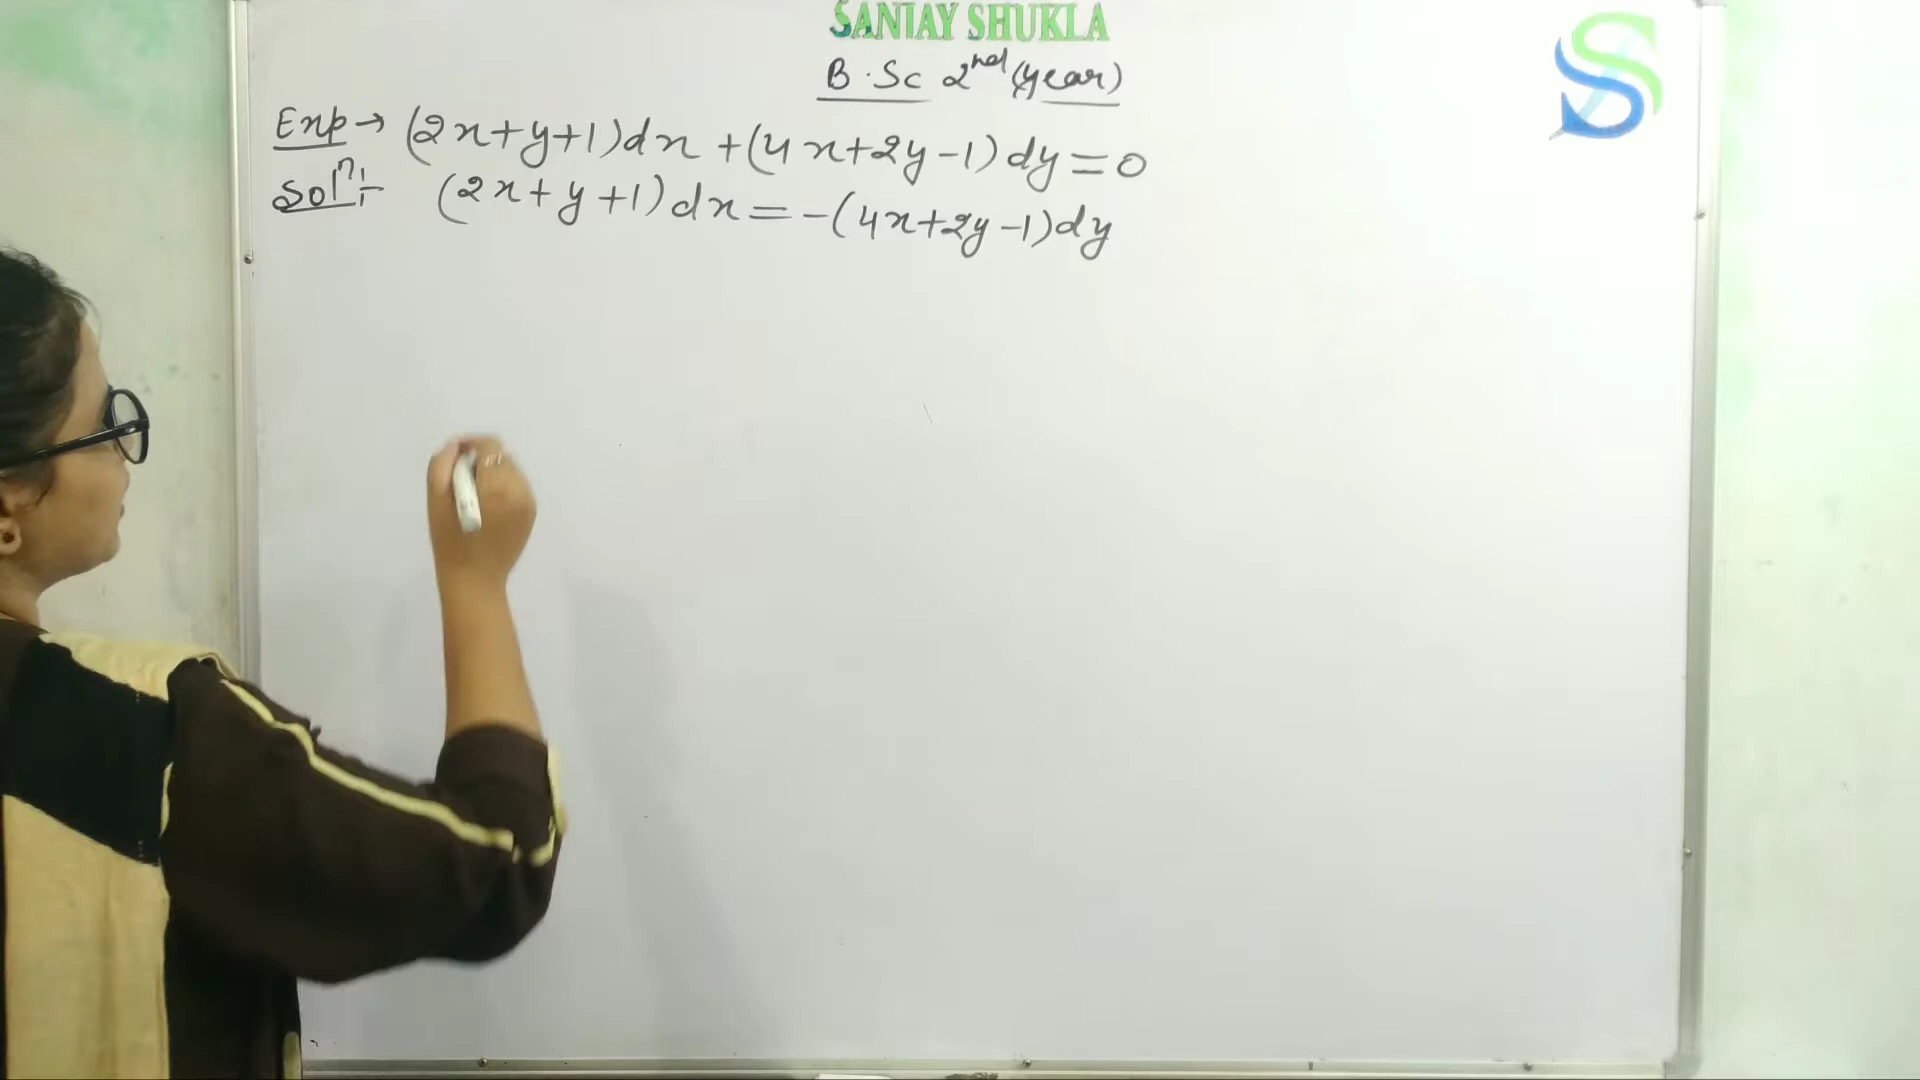 SANJAY SHUKLA
B.Sc 2nd (year)
Exp→ (2x+y+1)dx+(4x+2y-1)dy=0
Solⁿ:- (2x+y+1)dx=-(4x+2y-1)dy